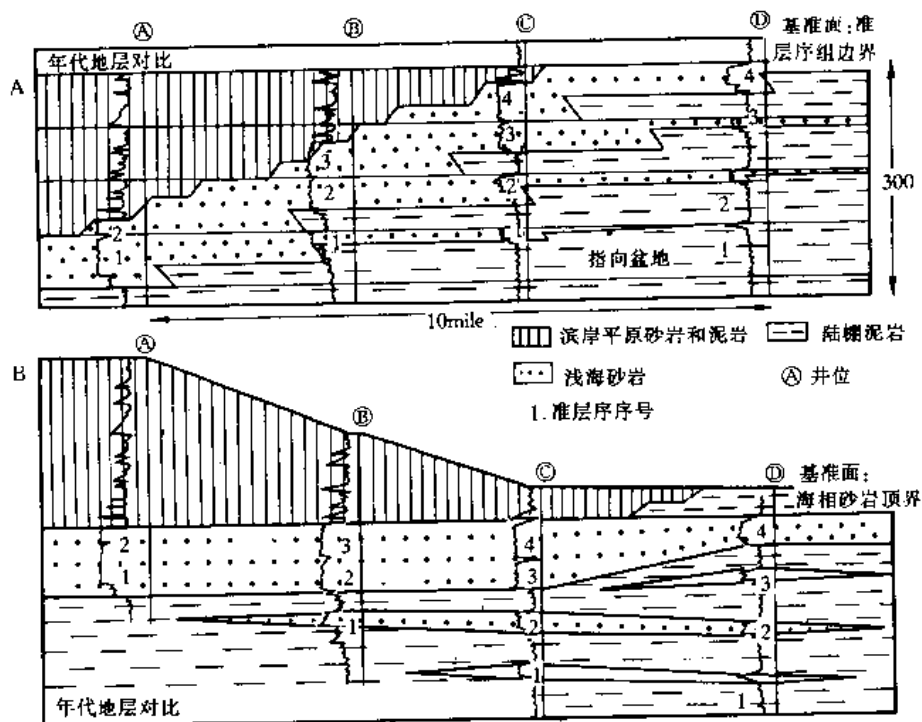 Ⓐ Ⓑ Ⓒ Ⓓ
基准面:准
层序组边界
年代地层对比
A
4 4
3 3 3
2 2 2 2
1 1 1 1
300
指向盆地
10mile
滨岸平原砂岩和泥岩 陆棚泥岩
浅海砂岩 Ⓐ 井位
1.准层序序号
B
Ⓐ Ⓑ Ⓒ Ⓓ
基准面:
海相砂岩顶界
2 3 4 4
1 2 3 3
1 2 2
1 1
年代地层对比